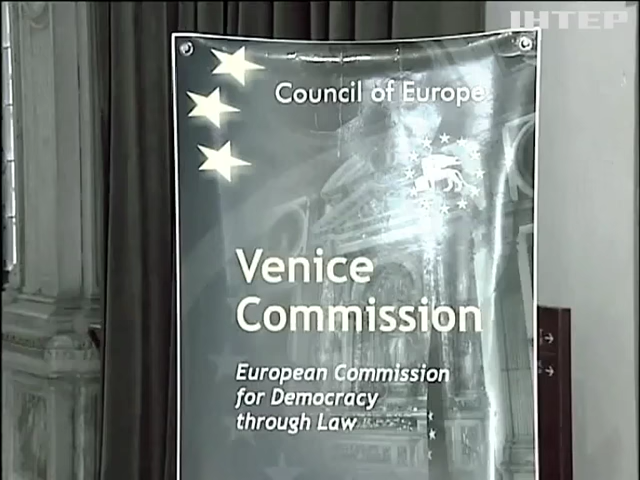 ІНТЕР
Council of Europe
Venice
Commission
European Commission
for Democracy
through Law